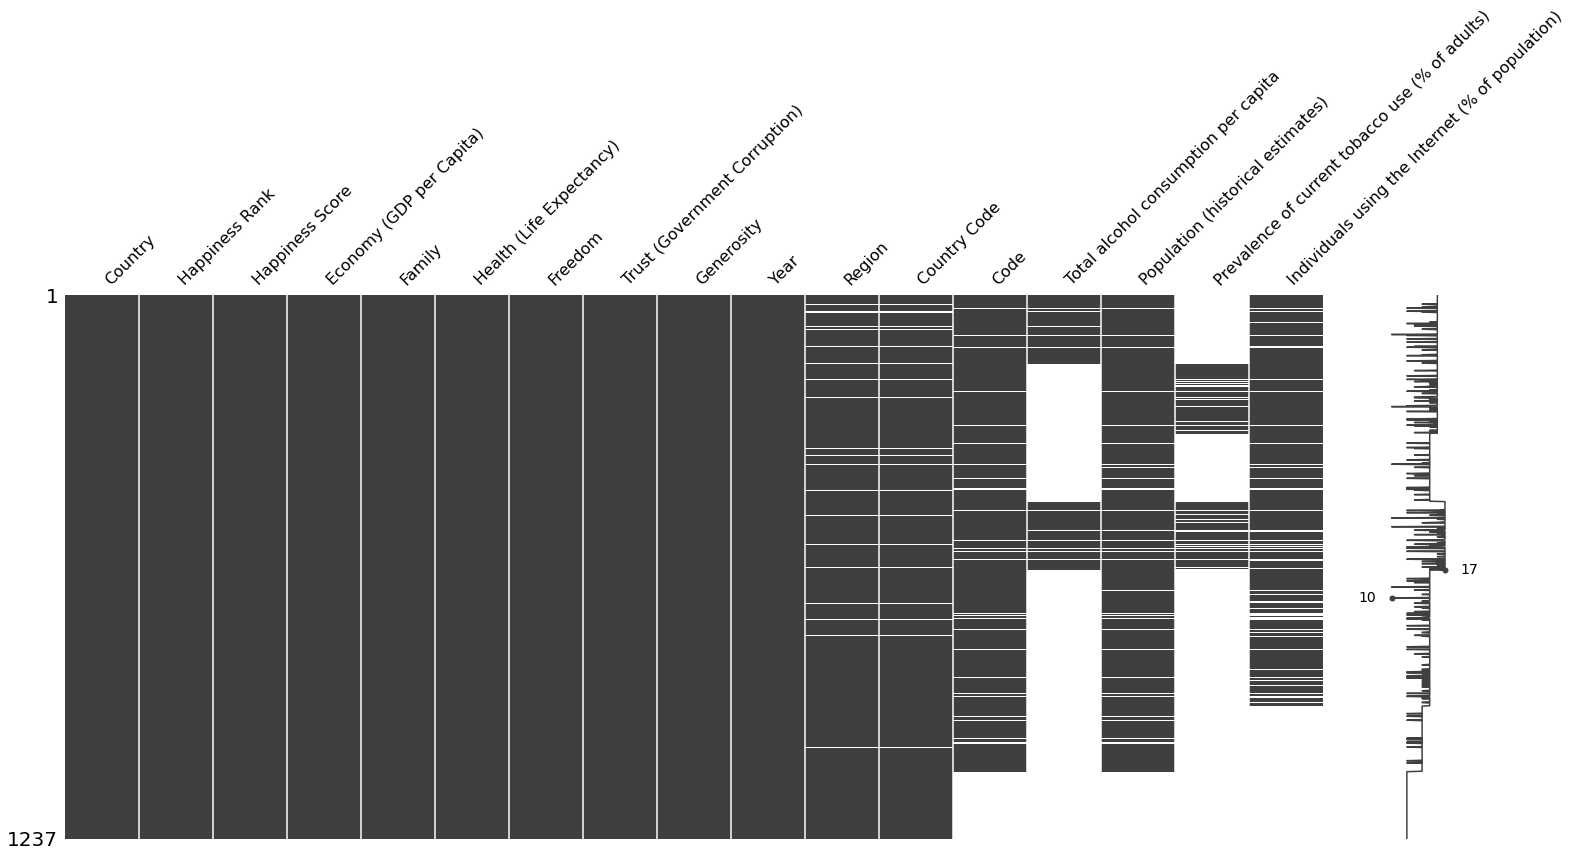 Country
Happiness Rank
Happiness Score
Economy (GDP per Capita)
Family
Health (Life Expectancy)
Freedom
Trust (Government Corruption)
Generosity
Year
Region
Country Code
Code
Total alcohol consumption per capita
Population (historical estimates)
Prevalence of current tobacco use (% of adults)
Individuals using the Internet (% of population)
1
17
10
1237